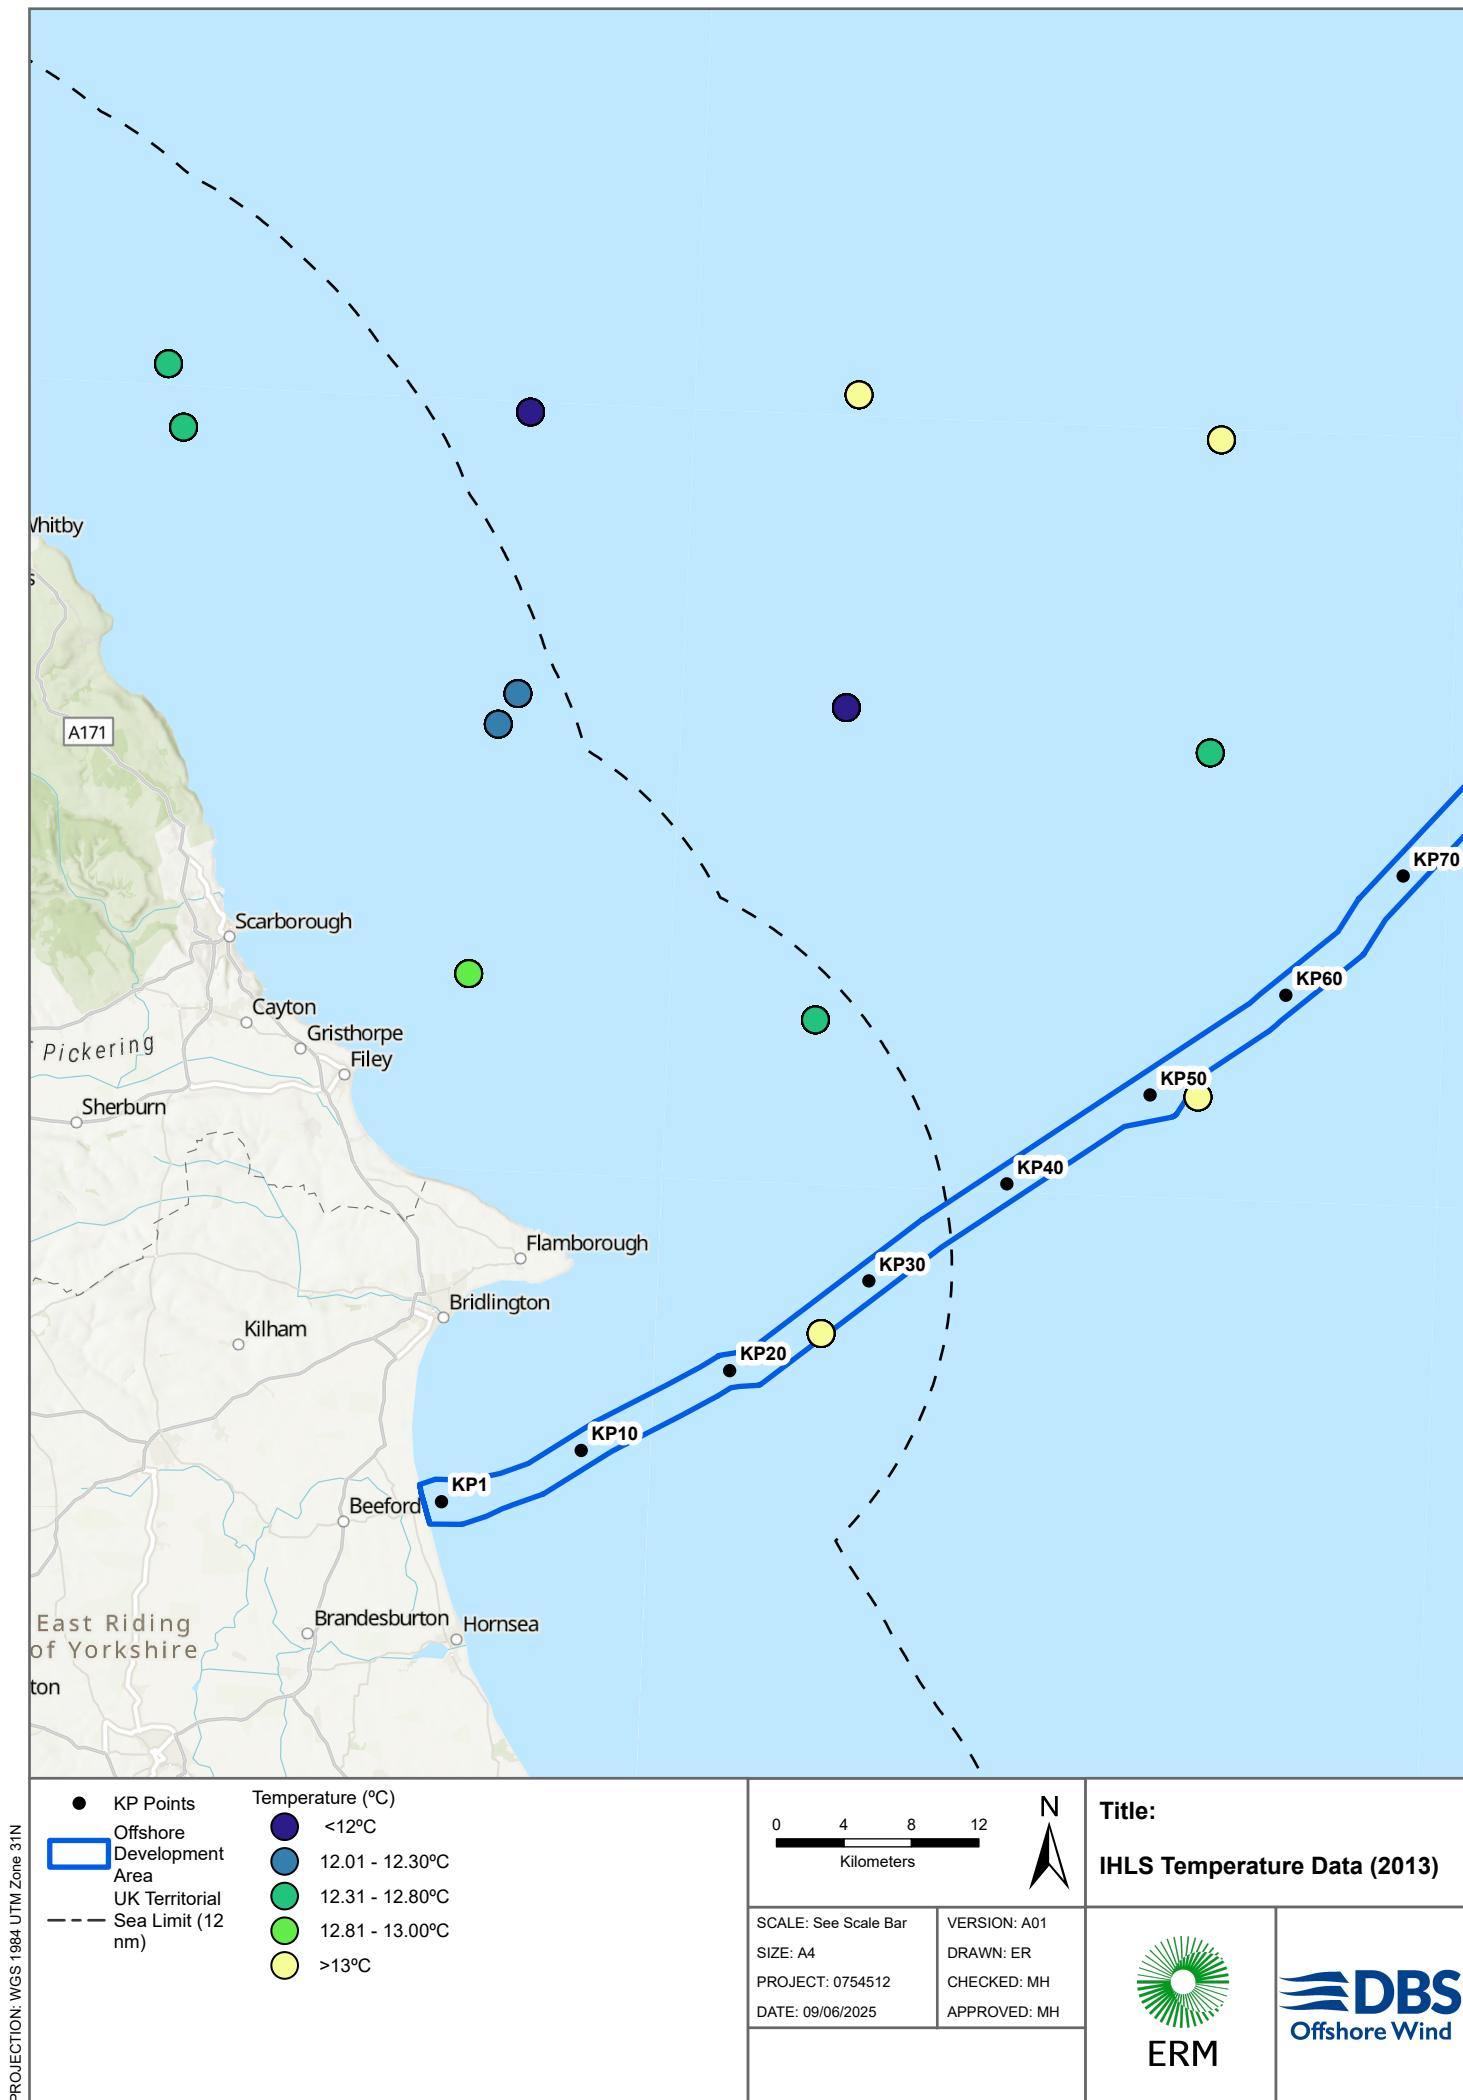 Whitby
s
A171
Scarborough
Cayton
Gristhorpe
Filey
Pickering
Sherburn
Flamborough
Bridlington
Kilham
Beeford
Brandesburton
Hornsea
East Riding
of Yorkshire
ton
KP70
KP60
KP50
KP40
KP30
KP20
KP10
KP1
PROJECTION: WGS 1984 UTM Zone 31N
KP Points
Offshore
Development
Area
UK Territorial
Sea Limit (12
nm)
Temperature (ºC)
<12ºC
12.01 - 12.30ºC
12.31 - 12.80ºC
12.81 - 13.00ºC
>13ºC
0 4 8 12
Kilometers
N
SCALE: See Scale Bar
SIZE: A4
PROJECT: 0754512
DATE: 09/06/2025
VERSION: A01
DRAWN: ER
CHECKED: MH
APPROVED: MH
Title:
IHLS Temperature Data (2013)
ERM
DBS
Offshore Wind